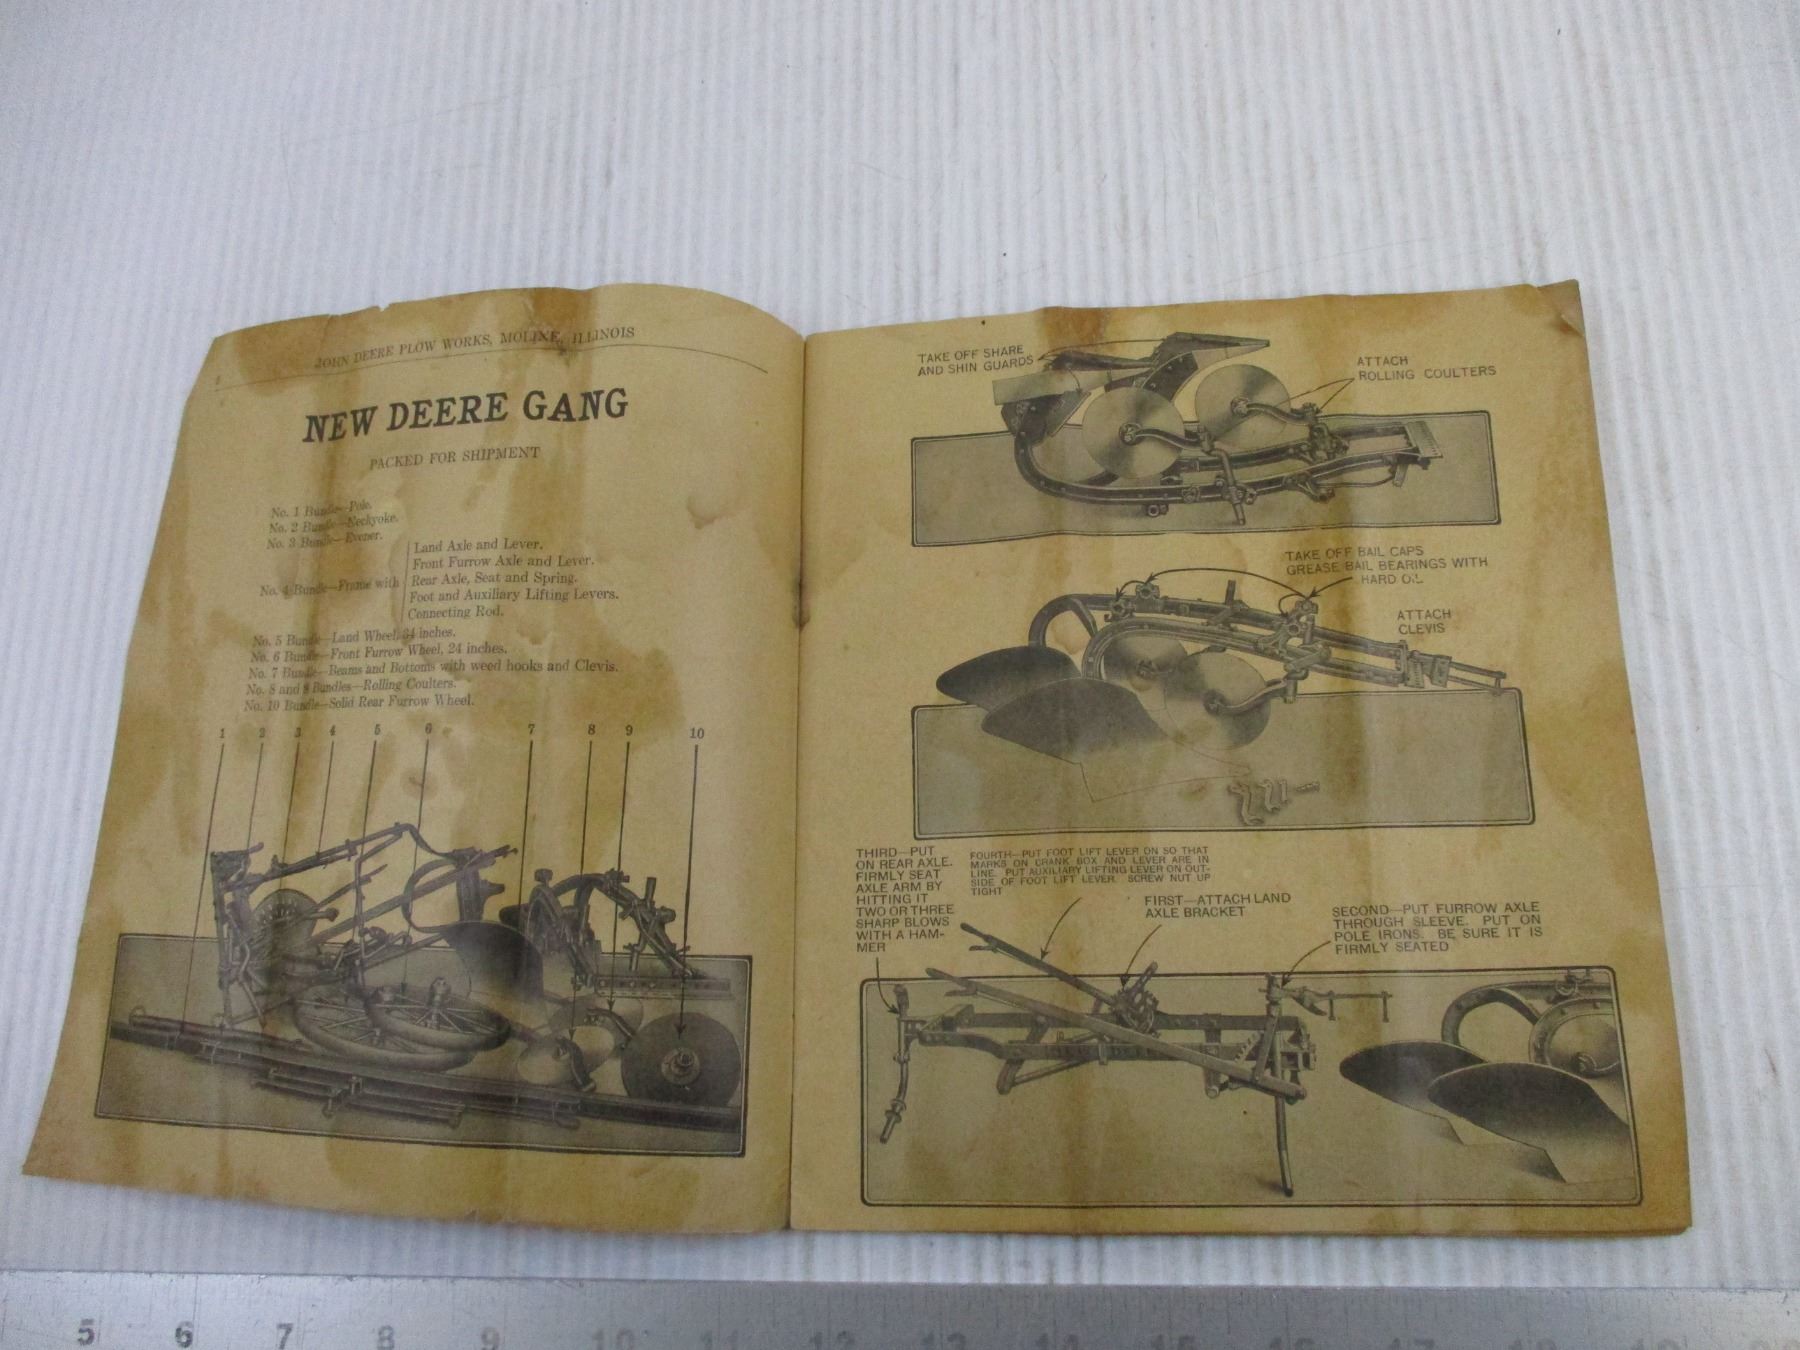 JOHN DEERE PLOW WORKS, MOLINE, ILLINOIS
NEW DEERE GANG
PACKED FOR SHIPMENT
No. 1 Bundle—Pole.
No. 2 Bundle—Neckyoke.
No. 3 Bundle—Evener.
No. 4 Bundle—Frame with
Land Axle and Lever.
Front Furrow Axle and Lever.
Rear Axle, Seat and Spring.
Foot and Auxiliary Lifting Levers.
Connecting Rod.
No. 5 Bundle—Land Wheel, 34 inches.
No. 6 Bundle—Front Furrow Wheel, 24 inches.
No. 7 Bundle—Beams and Bottoms with weed hooks and Clevis.
No. 8 and 9 Bundles—Rolling Coulters.
No. 10 Bundle—Solid Rear Furrow Wheel.
1 2 3 4 5 6 7 8 9 10
TAKE OFF SHARE
AND SHIN GUARDS
ATTACH
ROLLING COULTERS
TAKE OFF BAIL CAPS
GREASE BAIL BEARINGS WITH
HARD OIL
ATTACH
CLEVIS
THIRD—PUT
ON REAR AXLE.
FIRMLY SEAT
AXLE ARM BY
HITTING IT
TWO OR THREE
SHARP BLOWS
WITH A HAM-
MER
FOURTH—PUT FOOT LIFT LEVER ON SO THAT
MARKS ON CRANK BOX AND LEVER ARE IN
LINE. PUT AUXILIARY LIFTING LEVER ON OUT-
SIDE OF FOOT LIFT LEVER. SCREW NUT UP
TIGHT
FIRST—ATTACH LAND
AXLE BRACKET
SECOND—PUT FURROW AXLE
THROUGH SLEEVE. PUT ON
POLE IRONS. BE SURE IT IS
FIRMLY SEATED
NEW DEERE
5 6 7 8 9 10 11 12 13 14 15 16 17 18 19 20